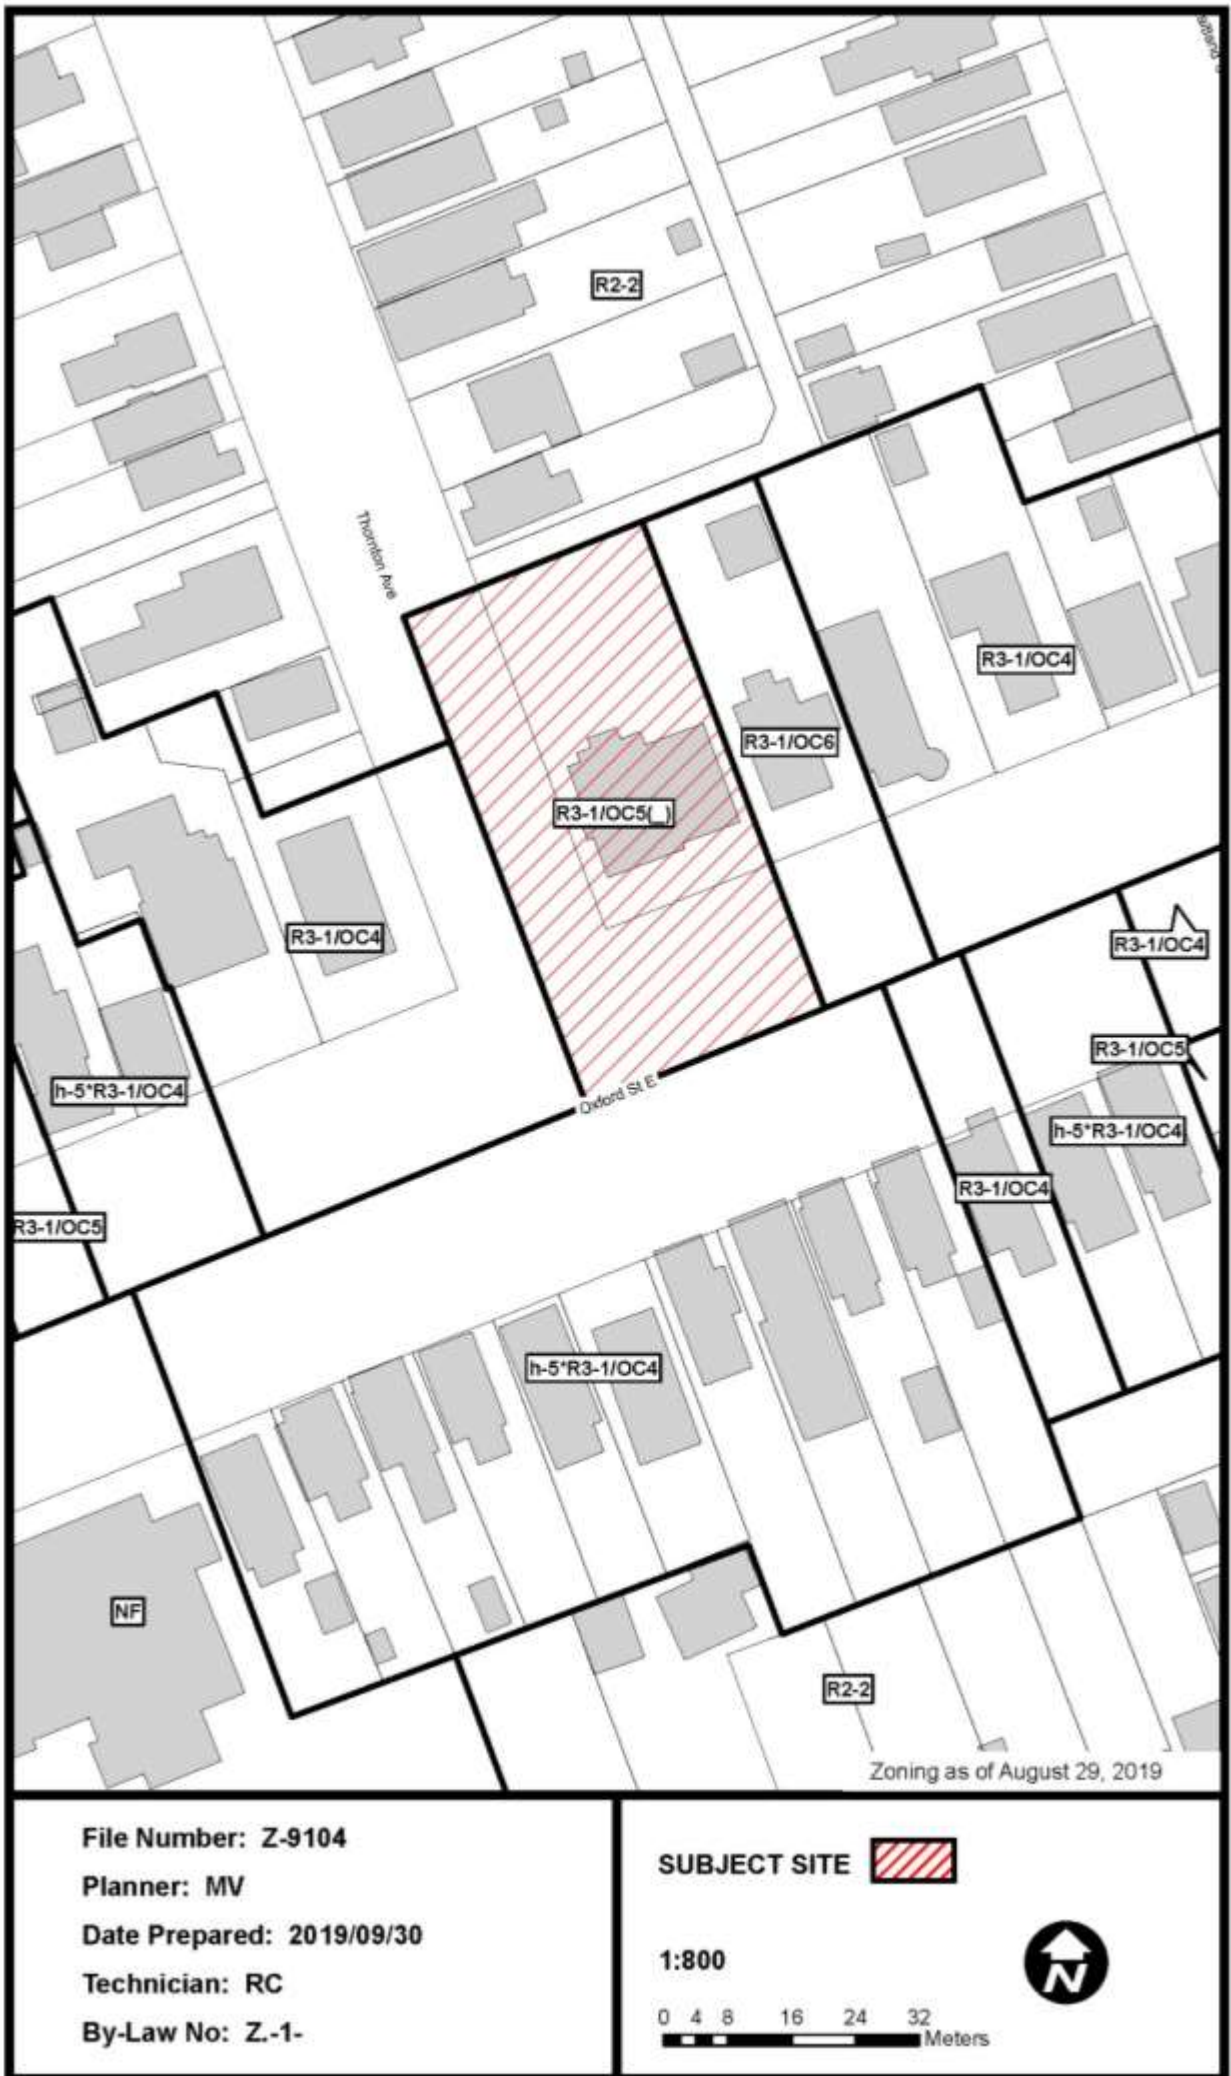 R2-2
Thornton Ave
R3-1/OC4
R3-1/OC6
R3-1/OC5(_)
R3-1/OC4
R3-1/OC4
R3-1/OC5
h-5*R3-1/OC4
Oxford St E
h-5*R3-1/OC4
R3-1/OC4
R3-1/OC5
h-5*R3-1/OC4
NF
R2-2
Zoning as of August 29, 2019
File Number: Z-9104
Planner: MV
Date Prepared: 2019/09/30
Technician: RC
By-Law No: Z.-1-
SUBJECT SITE
1:800
N
0 4 8 16 24 32
Meters